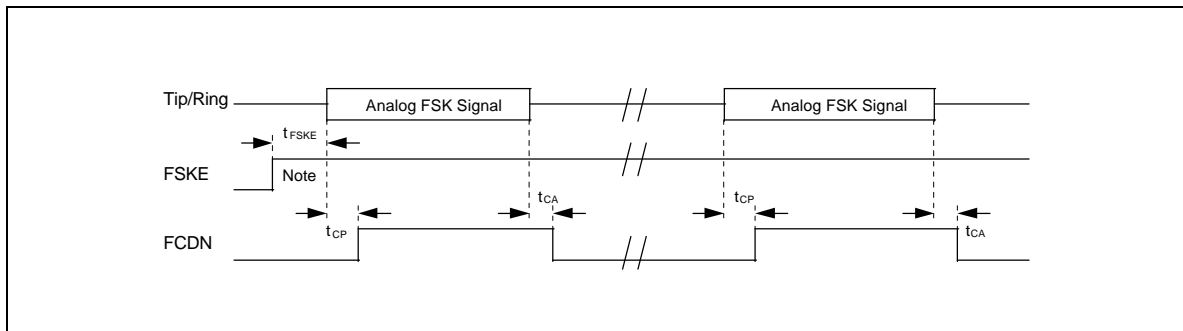 Tip/Ring Analog FSK Signal Analog FSK Signal
tFSKE
FSKE Note
tCA tCP
tCP
FCDN tCA